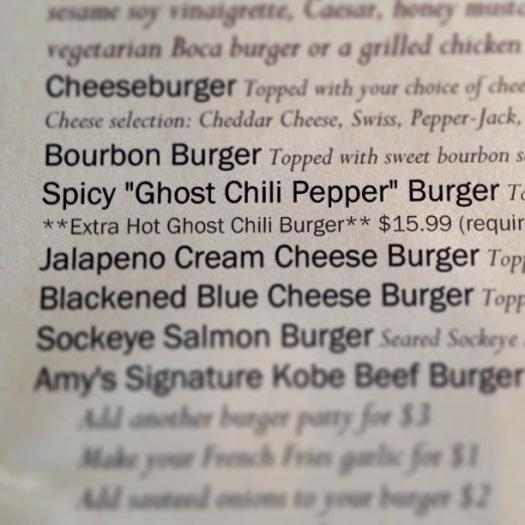 sesame soy vinaigrette, Caesar, honey
vegetarian Boca burger or a grilled chicken
Cheeseburger Topped with your choice of
Cheese selection: Cheddar Cheese, Swiss, Pepper-Jack,
Bourbon Burger Topped with sweet bourbon
Spicy "Ghost Chili Pepper" Burger
**Extra Hot Ghost Chili Burger** $15.99 (requir
Jalapeno Cream Cheese Burger Topp
Blackened Blue Cheese Burger Topp
Sockeye Salmon Burger Seared Sockeye
Amy's Signature Kobe Beef Burger
Add another burger patty for $3
Make your French Fries garlic for $1
Add sauteed onions to your burger $2